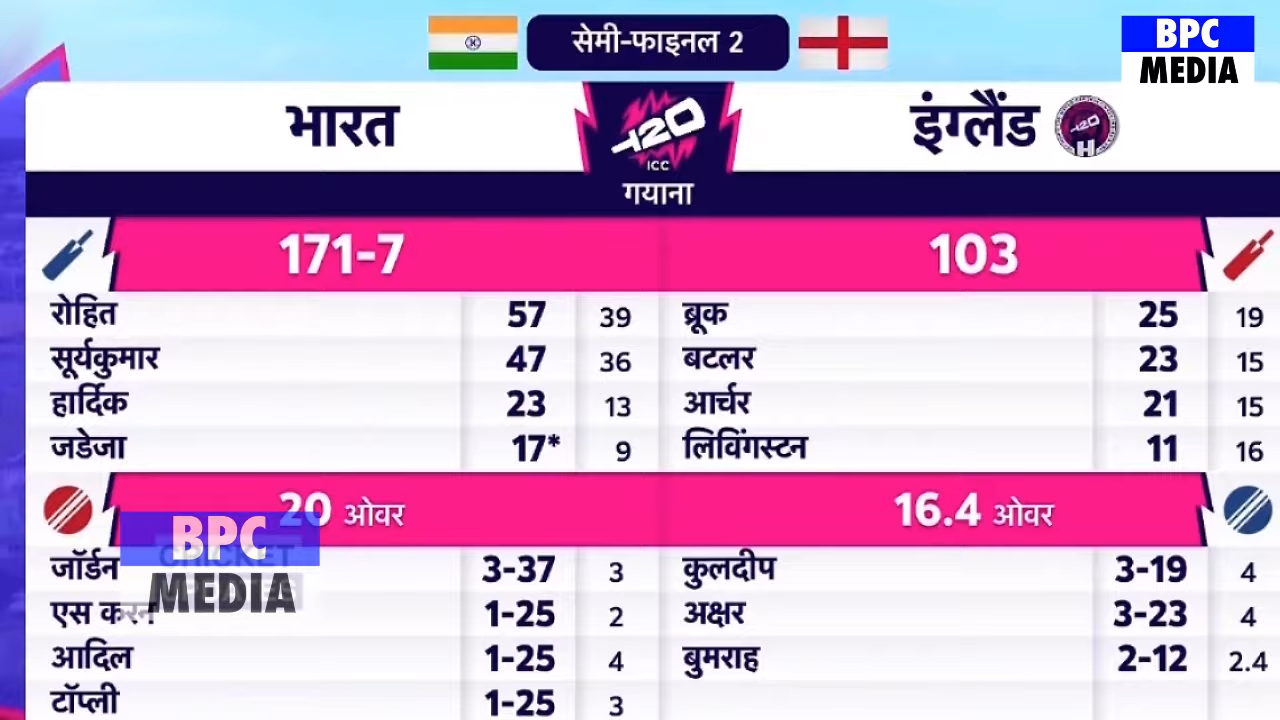 सेमी-फाइनल 2
BPC
MEDIA
भारत
T20
ICC
इंग्लैंड
गयाना
171-7 103
रोहित 57 39 ब्रूक 25 19
सूर्यकुमार 47 36 बटलर 23 15
हार्दिक 23 13 आर्चर 21 15
जडेजा 17* 9 लिविंगस्टन 11 16
20 ओवर 16.4 ओवर
BPC
MEDIA
जॉर्डन 3-37 3 कुलदीप 3-19 4
एस करन 1-25 2 अक्षर 3-23 4
आदिल 1-25 4 बुमराह 2-12 2.4
टॉप्ली 1-25 3